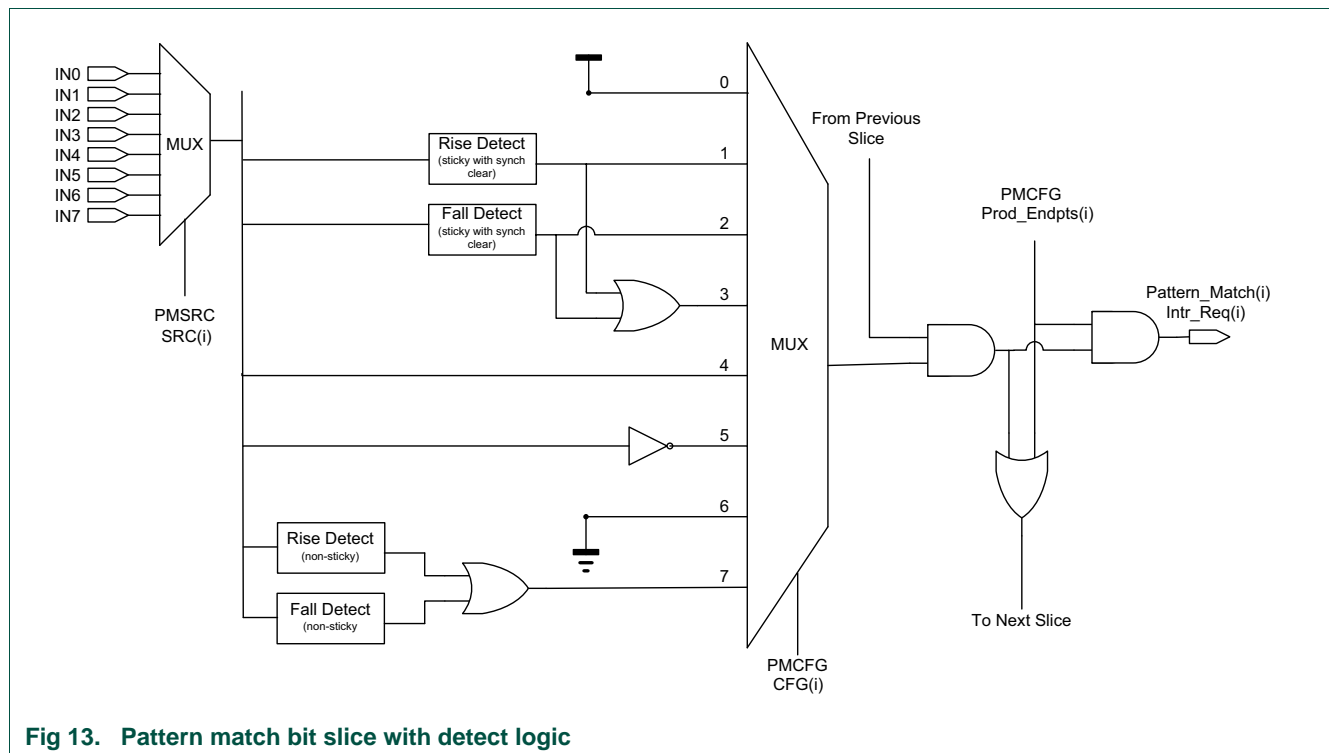 IN0
IN1
IN2
IN3
IN4
IN5
IN6
IN7
MUX
PMSRC
SRC(i)
Rise Detect
(sticky with synch
clear)
Fall Detect
(sticky with synch
clear)
Rise Detect
(non-sticky)
Fall Detect
(non-sticky
0
1
2
3
4
5
6
7
MUX
PMCFG
CFG(i)
From Previous
Slice
PMCFG
Prod_Endpts(i)
Pattern_Match(i)
Intr_Req(i)
To Next Slice
Fig 13. Pattern match bit slice with detect logic